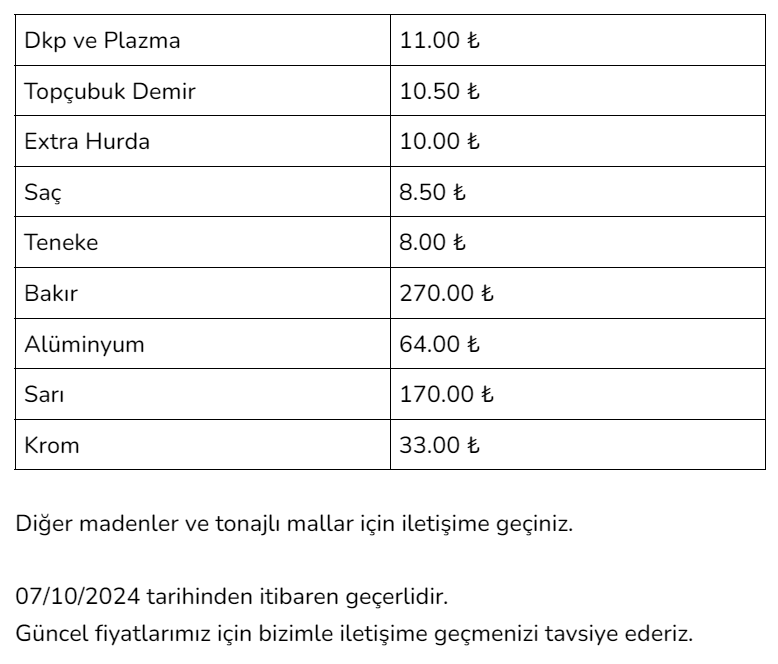 Dkp ve Plazma 11.00 ₺
Topçubuk Demir 10.50 ₺
Extra Hurda 10.00 ₺
Saç 8.50 ₺
Teneke 8.00 ₺
Bakır 270.00 ₺
Alüminyum 64.00 ₺
Sarı 170.00 ₺
Krom 33.00 ₺
Diğer madenler ve tonajlı mallar için iletişime geçiniz.
07/10/2024 tarihinden itibaren geçerlidir.
Güncel fiyatlarımız için bizimle iletişime geçmenizi tavsiye ederiz.